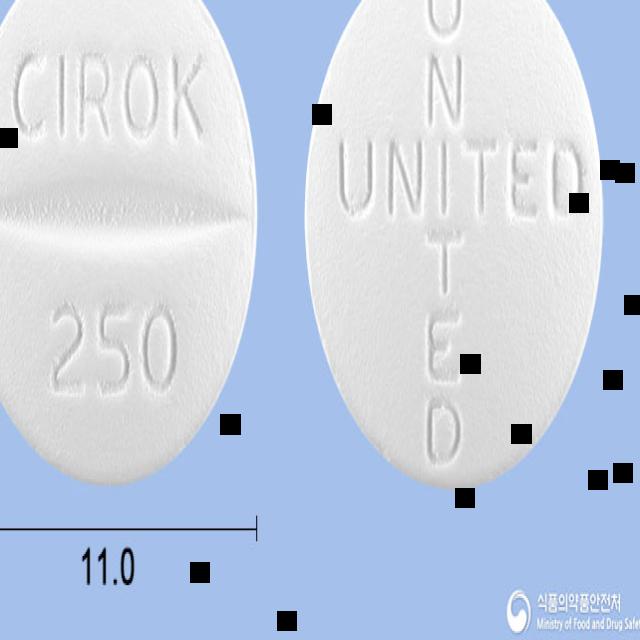 CIROK
250
UNITED
UNITED
11.0
식품의약품안전처
Ministry of Food and Drug Safe